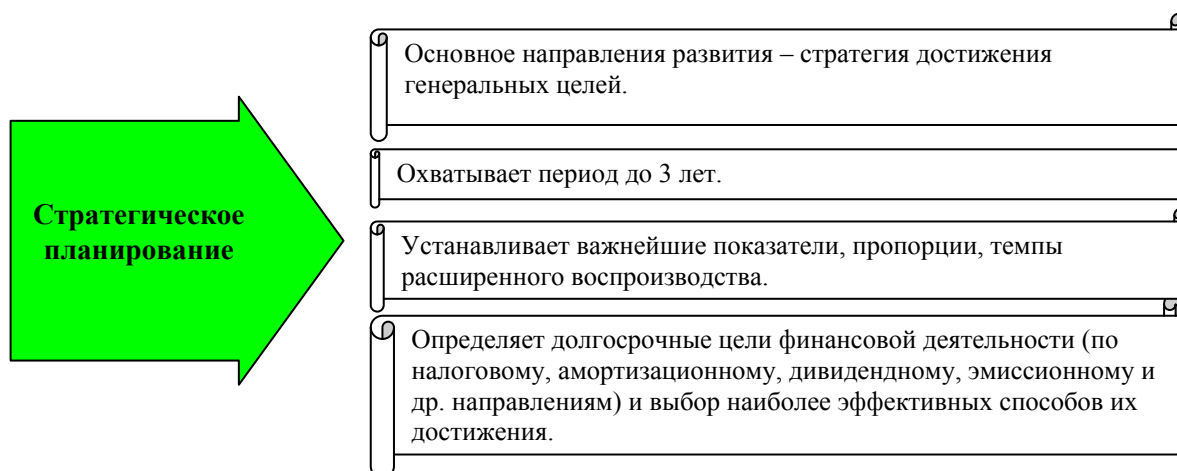 Стратегическое
планирование
Основное направления развития – стратегия достижения
генеральных целей.
Охватывает период до 3 лет.
Устанавливает важнейшие показатели, пропорции, темпы
расширенного воспроизводства.
Определяет долгосрочные цели финансовой деятельности (по
налоговому, амортизационному, дивидендному, эмиссионному и
др. направлениям) и выбор наиболее эффективных способов их
достижения.